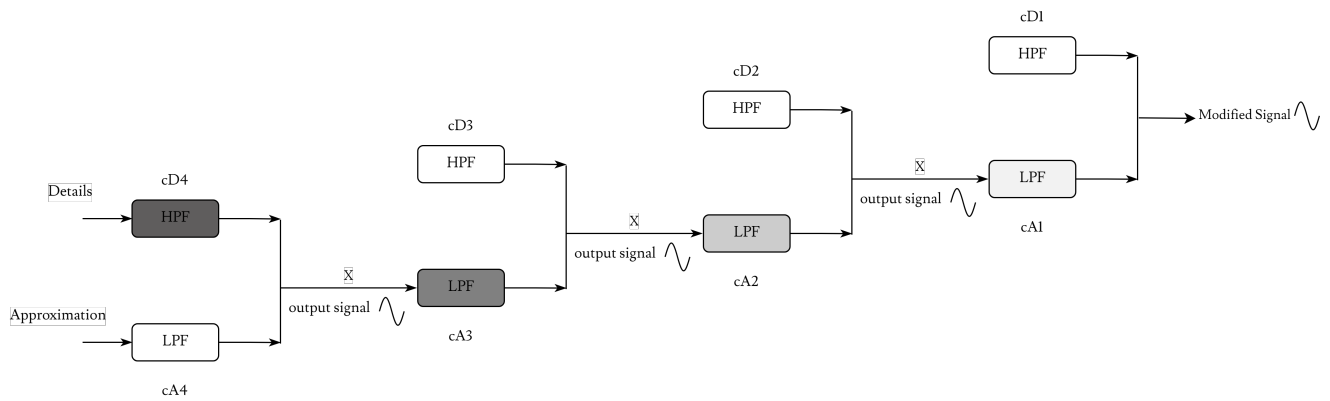 cD1
HPF
cD2
HPF
Modified Signal
cD3
HPF
X
LPF
output signal
cA1
cD4
Details
HPF
X
LPF
output signal
cA2
X
LPF
output signal
cA3
Approximation
LPF
cA4